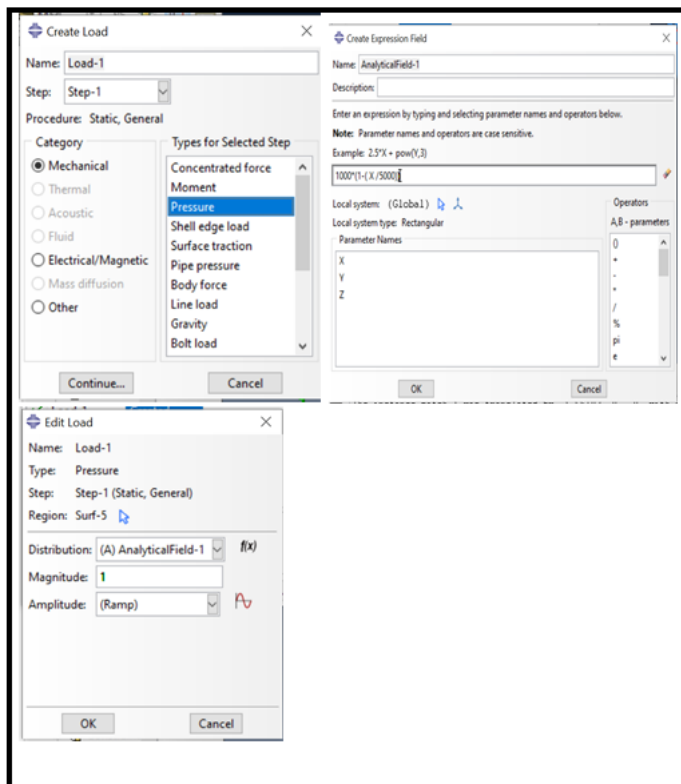 Create Load
Name: Load-1
Step: Step-1
Procedure: Static, General
Category
Mechanical
Thermal
Acoustic
Fluid
Electrical/Magnetic
Mass diffusion
Other
Types for Selected Step
Concentrated force
Moment
Pressure
Shell edge load
Surface traction
Pipe pressure
Body force
Line load
Gravity
Bolt load
Continue...
Cancel
Create Expression Field
Name: AnalyticalField-1
Description:
Enter an expression by typing and selecting parameter names and operators below.
Note: Parameter names and operators are case sensitive.
Example: 2.5*X + pow(Y,3)
1000*(1-( X /5000))
Local system: (Global)
Local system type: Rectangular
Parameter Names
X
Y
Z
Operators
A,B - parameters
()
+
-
*
/
%
pi
e
OK
Cancel
Edit Load
Name: Load-1
Type: Pressure
Step: Step-1 (Static, General)
Region: Surf-5
Distribution: (A) AnalyticalField-1 f(x)
Magnitude: 1
Amplitude: (Ramp)
OK
Cancel